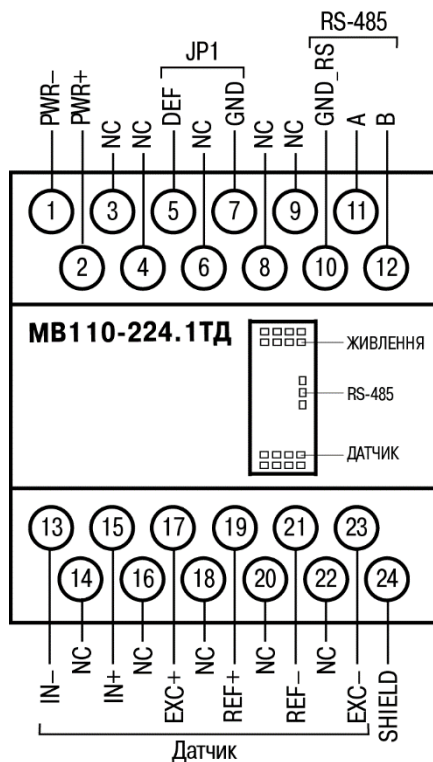 RS-485
JP1
PWR–
PWR+
NC
NC
DEF
NC
GND
NC
NC
GND_RS
A
B
1
3
5
7
9
11
2
4
6
8
10
12
МВ110-224.1ТД
ЖИВЛЕННЯ
RS-485
ДАТЧИК
13
15
17
19
21
23
14
16
18
20
22
24
IN–
NC
IN+
NC
EXC+
NC
REF+
NC
REF–
NC
EXC–
SHIELD
Датчик